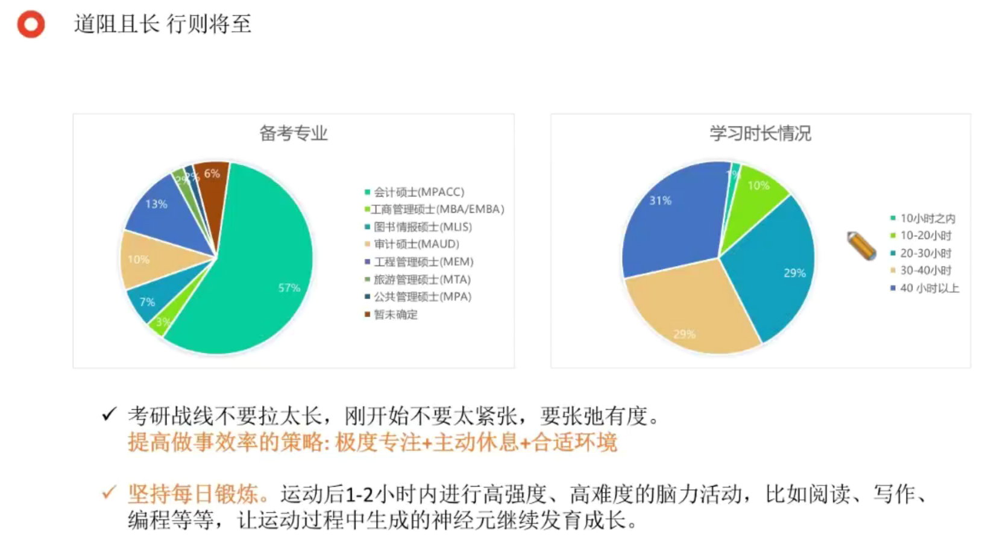 道阻且长 行则将至
备考专业
6%
2%
13%
10%
7%
3%
57%
会计硕士(MPACC)
工商管理硕士(MBA/EMBA)
图书情报硕士(MLIS)
审计硕士(MAUD)
工程管理硕士(MEM)
旅游管理硕士(MTA)
公共管理硕士(MPA)
暂未确定
学习时长情况
1%
10%
31%
29%
29%
10小时之内
10-20小时
20-30小时
30-40小时
40 小时以上
✓ 考研战线不要拉太长，刚开始不要太紧张，要张弛有度。
提高做事效率的策略: 极度专注+主动休息+合适环境
✓ 坚持每日锻炼。运动后1-2小时内进行高强度、高难度的脑力活动，比如阅读、写作、
编程等等，让运动过程中生成的神经元继续发育成长。